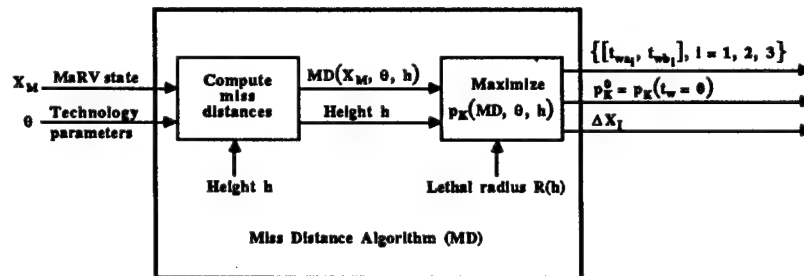 X_M MaRV state
θ Technology parameters
Compute miss distances
Height h
MD(X_M, θ, h)
Height h
Maximize p_K(MD, θ, h)
Lethal radius R(h)
{[t_wa_i, t_wb_i], i = 1, 2, 3}
p_K^0 = p_K(t_w = 0)
ΔX_I
Miss Distance Algorithm (MD)